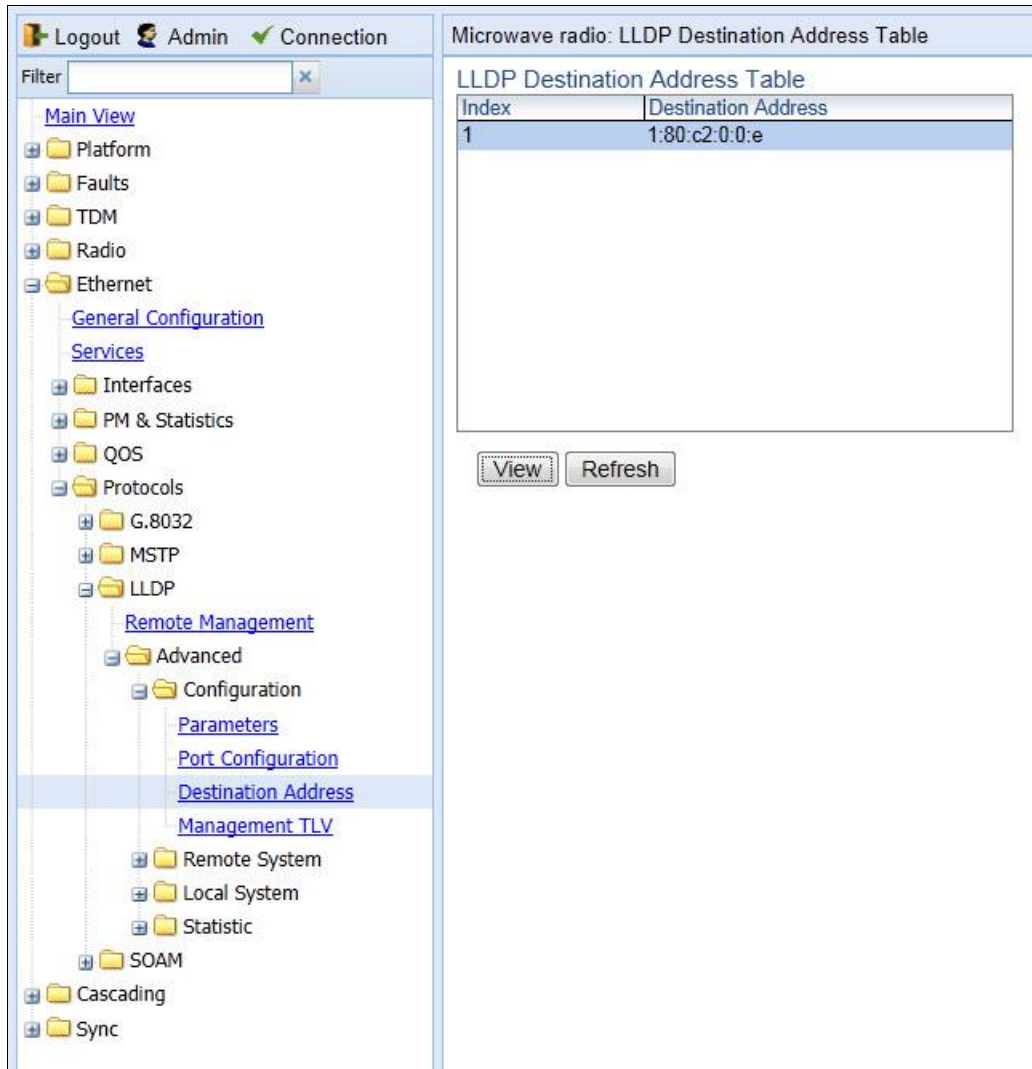 Logout Admin Connection
Filter
Main View
Platform
Faults
TDM
Radio
Ethernet
General Configuration
Services
Interfaces
PM & Statistics
QOS
Protocols
G.8032
MSTP
LLDP
Remote Management
Advanced
Configuration
Parameters
Port Configuration
Destination Address
Management TLV
Remote System
Local System
Statistic
SOAM
Cascading
Sync
Microwave radio: LLDP Destination Address Table
LLDP Destination Address Table
Index Destination Address
1 1:80:c2:0:0:e
View Refresh